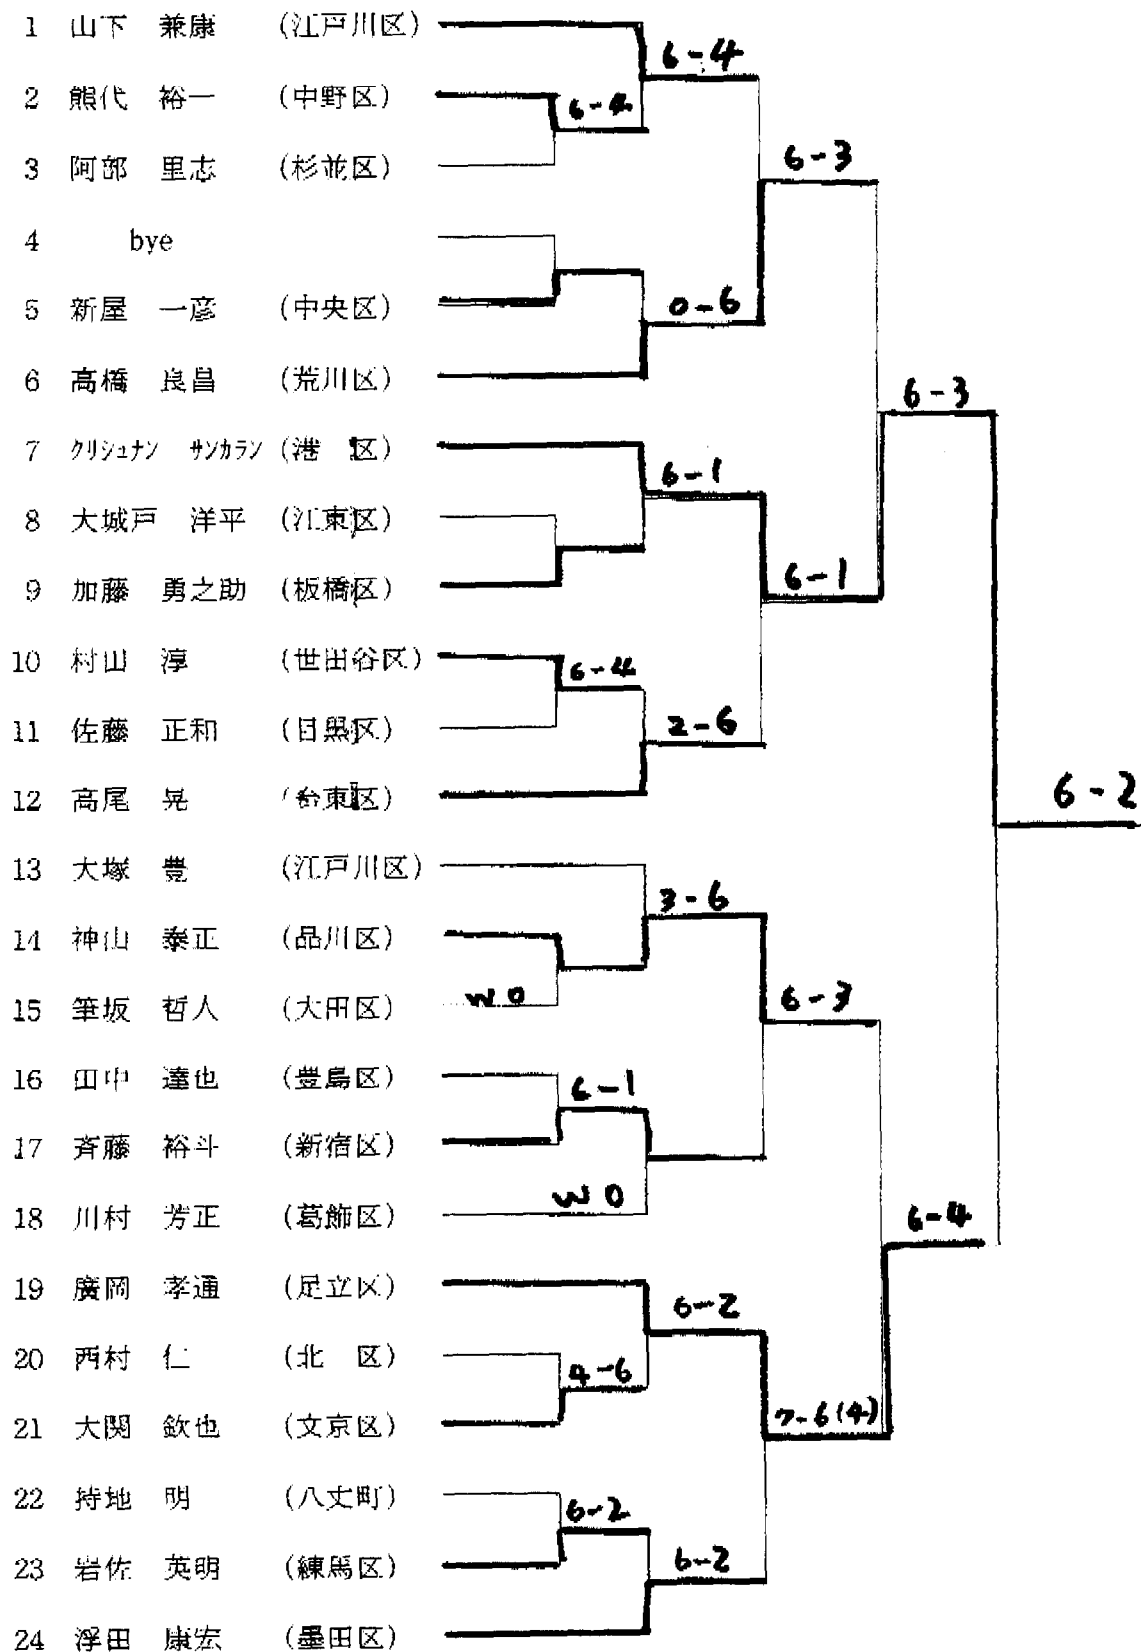 1 山下 兼康 (江戸川区)
6-4
2 熊代 裕一 (中野区)
6-4
3 阿部 里志 (杉並区)
6-3
4 bye
5 新屋 一彦 (中央区)
0-6
6 高橋 良昌 (荒川区)
6-3
7 クリシュナン サンカラン (港 区)
6-1
8 大城戸 洋平 (江東区)
9 加藤 勇之助 (板橋区)
6-1
10 村山 淳 (世田谷区)
6-4
11 佐藤 正和 (目黒区)
2-6
12 高尾 晃 (台東区)
6-2
13 大塚 豊 (江戸川区)
3-6
14 神山 泰正 (品川区)
15 筆坂 哲人 (大田区)
WO
6-3
16 田中 達也 (豊島区)
6-1
17 斉藤 裕斗 (新宿区)
18 川村 芳正 (葛飾区)
WO
6-4
19 廣岡 孝通 (足立区)
6-2
20 西村 仁 (北 区)
4-6
21 大関 欽也 (文京区)
7-6(4)
22 持地 明 (八丈町)
6-2
23 岩佐 英明 (練馬区)
6-2
24 浮田 康宏 (墨田区)